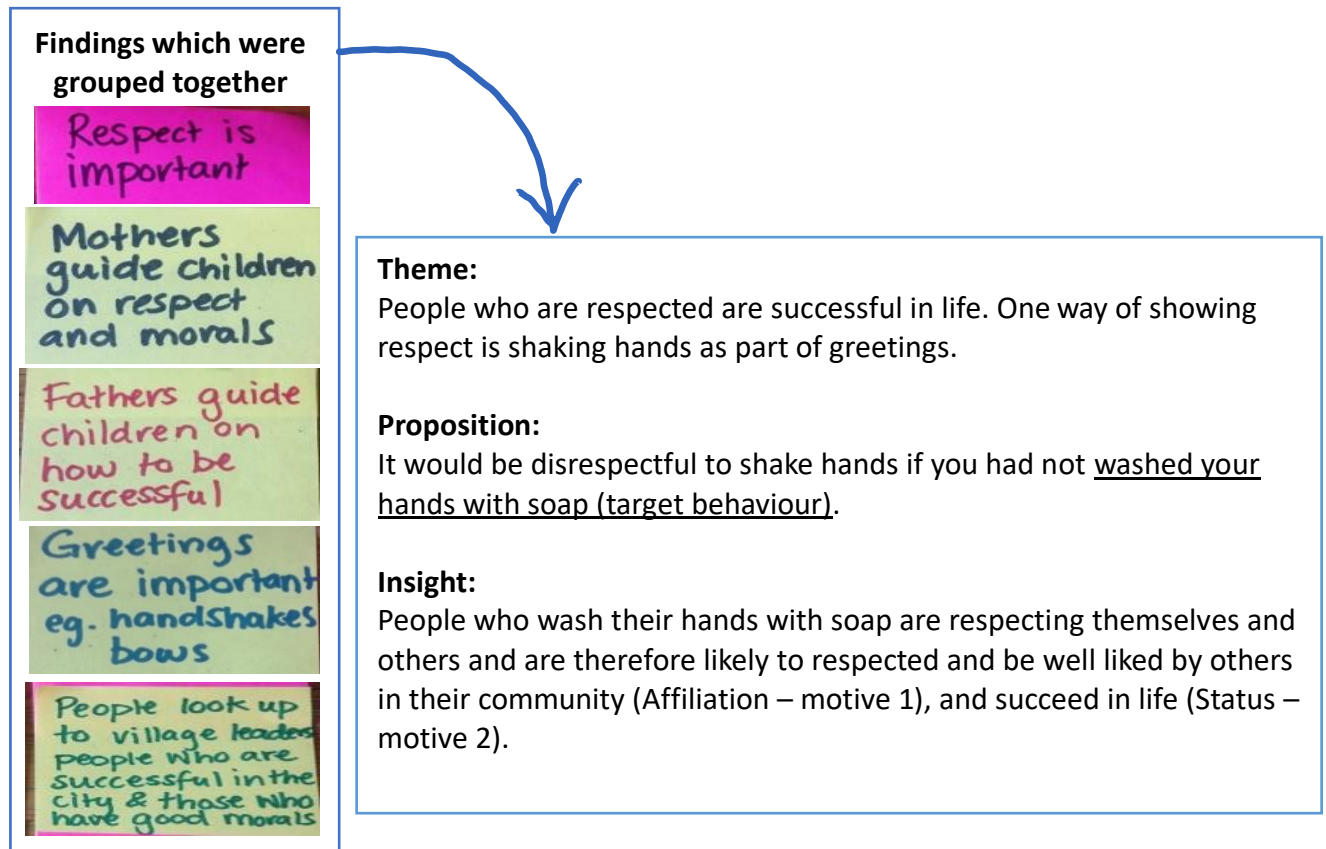 Findings which were
grouped together
Respect is
important
Mothers
guide children
on respect
and morals
Fathers guide
children on
how to be
successful
Greetings
are important
eg. handshakes
bows
People look up
to village leaders
people who are
successful in the
city & those who
have good morals
Theme:
People who are respected are successful in life. One way of showing
respect is shaking hands as part of greetings.
Proposition:
It would be disrespectful to shake hands if you had not washed your
hands with soap (target behaviour).
Insight:
People who wash their hands with soap are respecting themselves and
others and are therefore likely to respected and be well liked by others
in their community (Affiliation – motive 1), and succeed in life (Status –
motive 2).